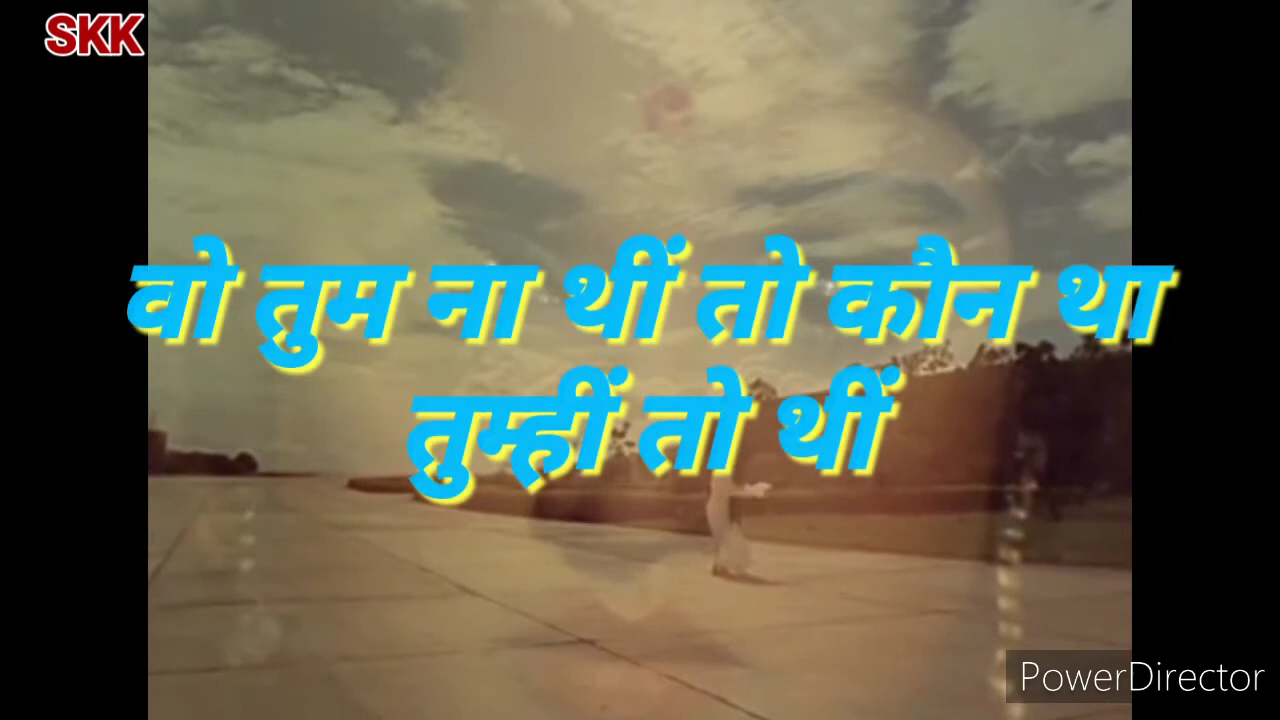 SKK
वो तुम ना थीं तो कौन था
तुम्हीं तो थीं
PowerDirector